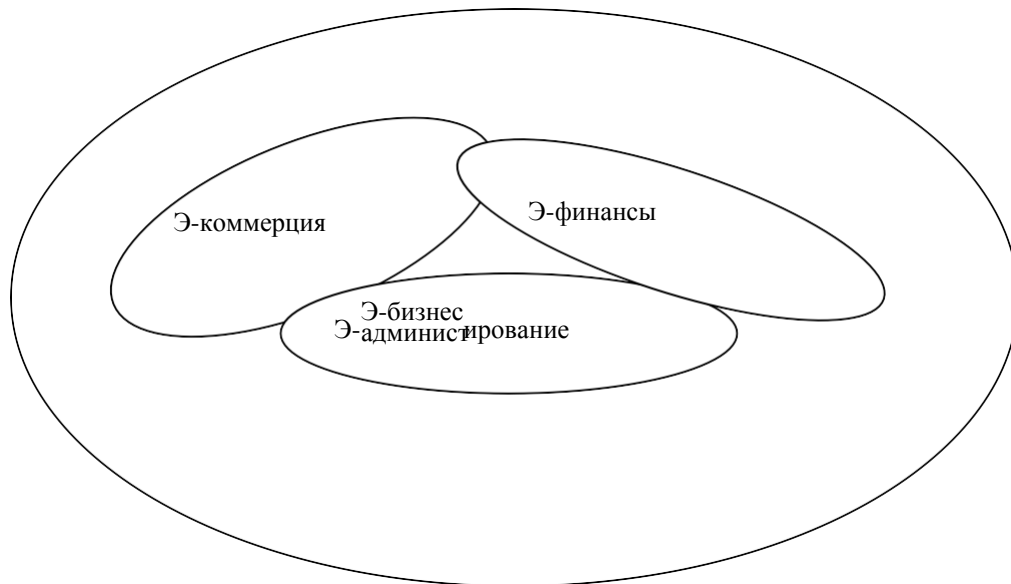 Э-коммерция
Э-финансы
Э-бизнес
Э-админист ирование